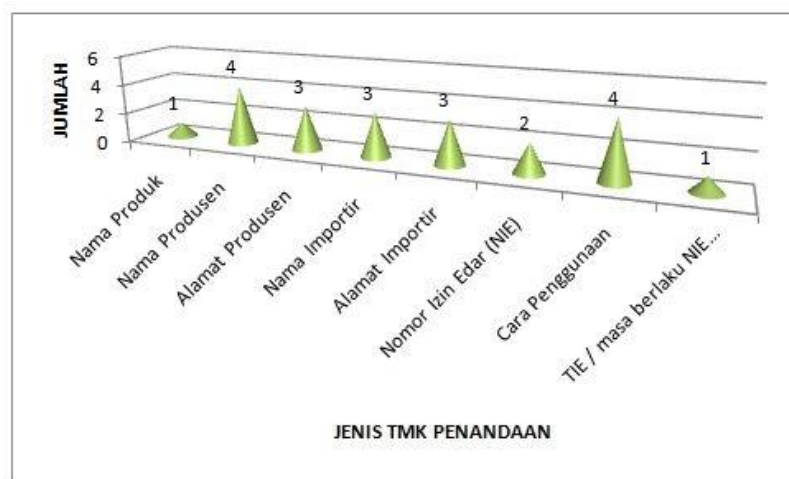 JUMLAH
6
4
2
0
1
4
3
3
3
2
4
1
Nama Produk
Nama Produsen
Alamat Produsen
Nama Importir
Alamat Importir
Nomor Izin Edar (NIE)
Cara Penggunaan
TIE / masa berlaku NIE...
JENIS TMK PENANDAAN